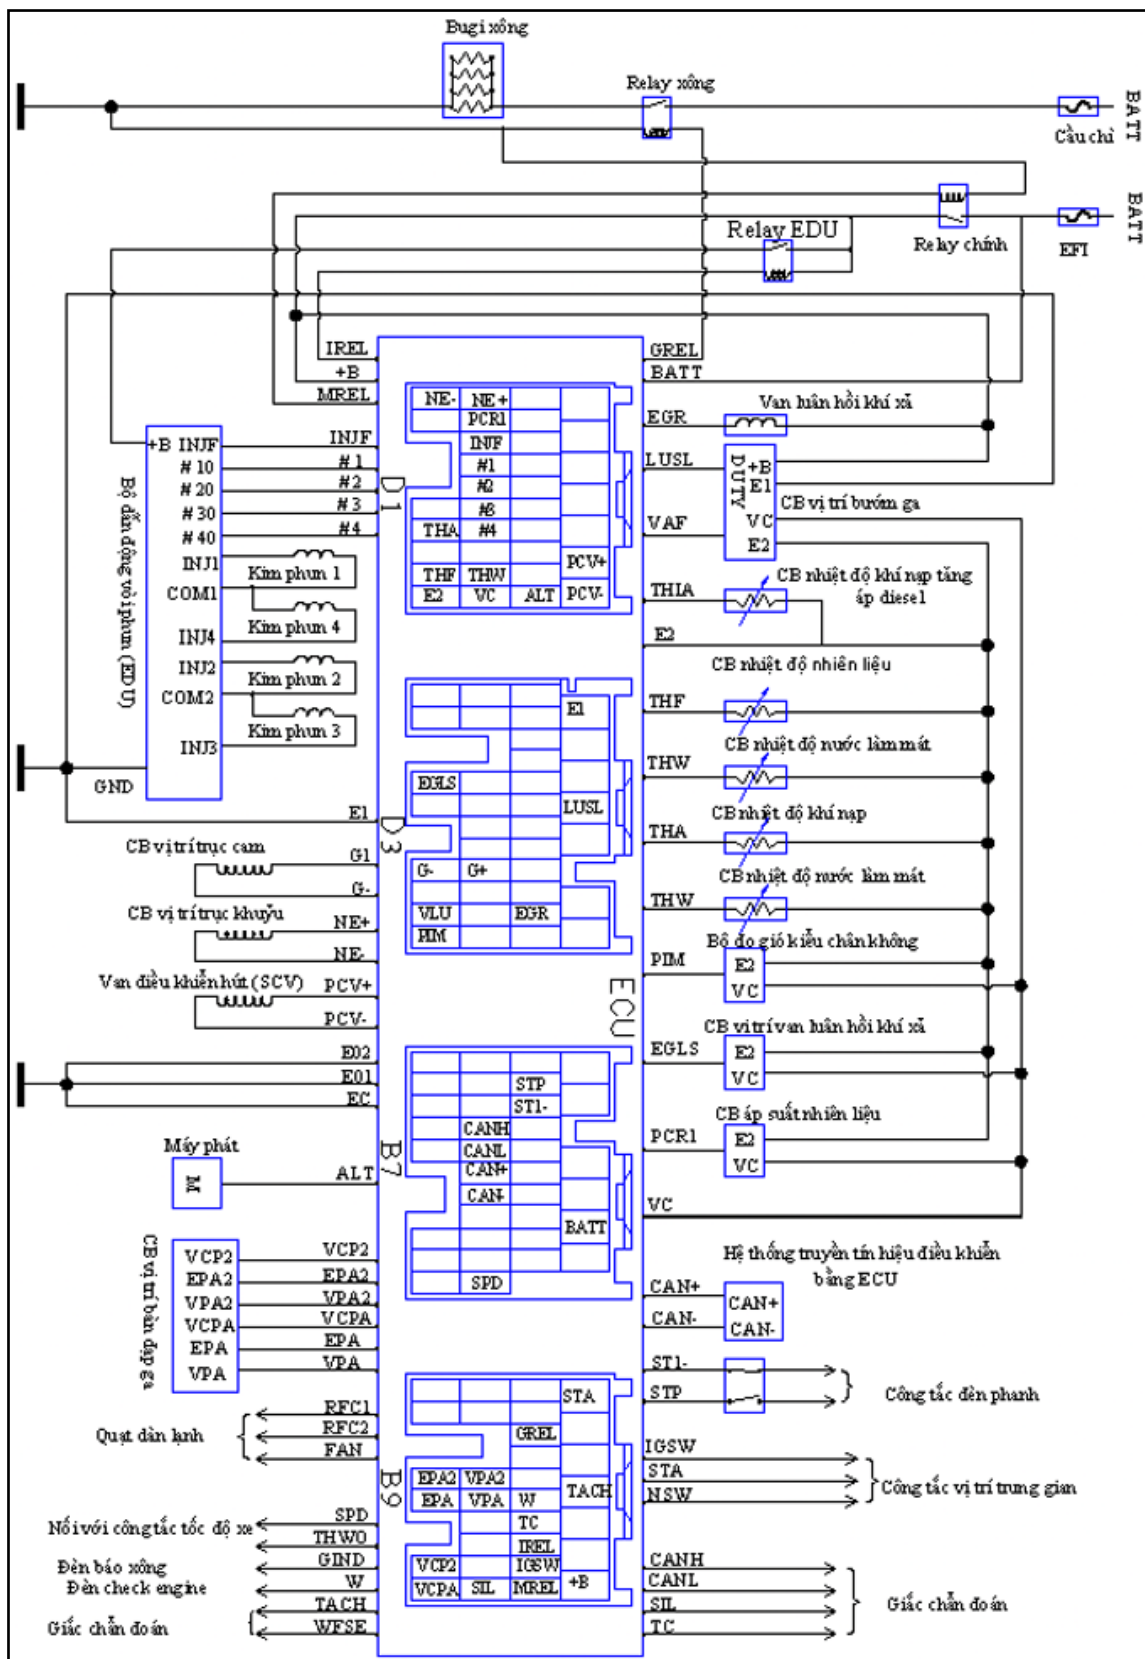 Bugi xông
Relay xông
BATT
Cầu chì
BATT
Relay EDU
Relay chính
EFI
IREL
+B
MREL
GREL
BATT
EGR
Van luân hồi khí xả
LUSL
VAF
+B
E1
DUTY
VC
E2
CB vị trí bướm ga
THIA
CB nhiệt độ khí nạp tăng
áp diesel
E2
CB nhiệt độ nhiên liệu
THF
CB nhiệt độ nước làm mát
THW
CB nhiệt độ khí nạp
THA
CB nhiệt độ nước làm mát
THW
Bộ đo gió kiểu chân không
PIM
E2
VC
CB vị trí van luân hồi khí xả
EGLS
E2
VC
CB áp suất nhiên liệu
PCR1
E2
VC
VC
Hệ thống truyền tín hiệu điều khiển
bằng ECU
CAN+
CAN-
CAN+
CAN-
ST1-
STP
Công tắc đèn phanh
IGSW
STA
NSW
Công tắc vị trí trung gian
CANH
CANL
SIL
TC
Giắc chẩn đoán
+B INJF
# 10
# 20
# 30
# 40
INJ1
COM1
INJ4
INJ2
COM2
INJ3
GND
INJF
#1
#2
#3
#4
Kim phun 1
Kim phun 4
Kim phun 2
Kim phun 3
E1
CB vị trí trục cam
G1
G-
CB vị trí trục khuỷu
NE+
NE-
Van điều khiển hút (SCV)
PCV+
PCV-
E02
E01
EC
Máy phát
M
ALT
CB vị trí bàn đạp ga
VCP2
EPA2
VPA2
VCPA
EPA
VPA
VCP2
EPA2
VPA2
VCPA
EPA
VPA
RFC1
RFC2
FAN
Quạt dàn lạnh
SPD
THWO
GIND
W
TACH
WFSE
Nối với công tắc tốc độ xe
Đèn báo xông
Đèn check engine
Giắc chẩn đoán
D1
NE- NE+
PCR1
INJF
#1
#2
#3
THA #4
PCV+
THF THW
E2 VC ALT PCV-
D3
E1
EGLS
LUSL
G- G+
VLU EGR
PIM
ECU
B7
STP
ST1-
CANH
CANL
CAN+
CAN-
BATT
SPD
B9
STA
GREL
EPA2 VPA2
TACH
EPA VPA W
TC
IREL
VCP2 IGSW
VCPA SIL MREL +B